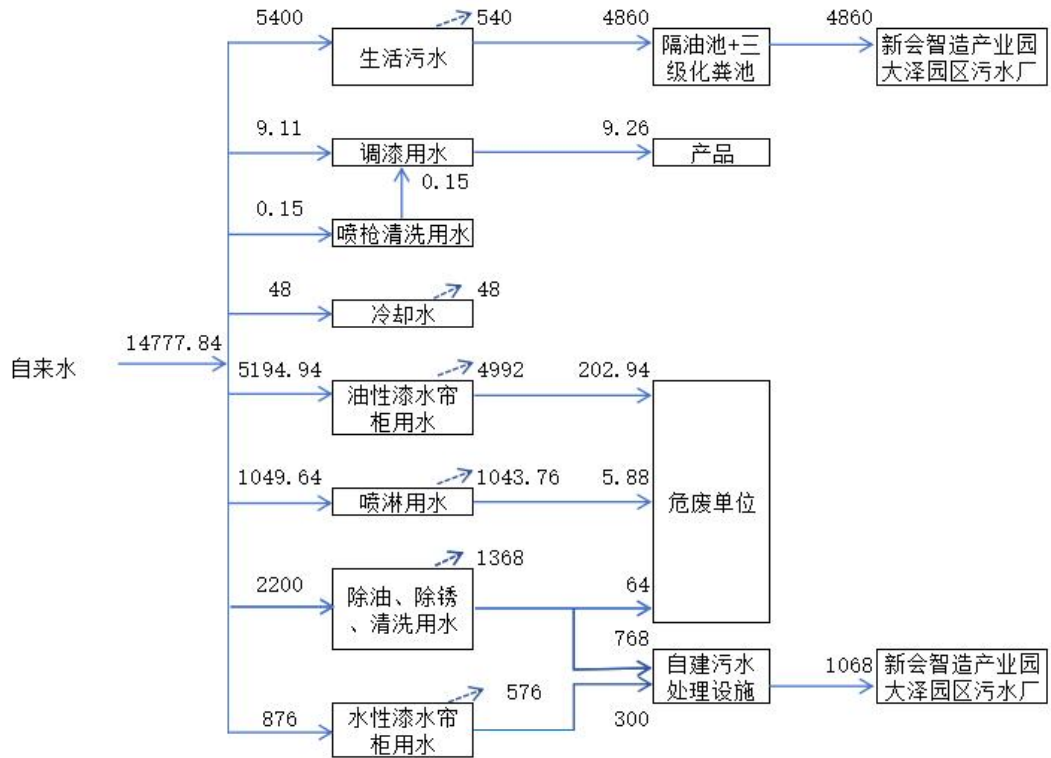 5400
540
4860
4860
生活污水
隔油池+三
级化粪池
新会智造产业园
大泽园区污水厂
9.11
9.26
调漆用水
产品
0.15
0.15
喷枪清洗用水
48
48
冷却水
14777.84
自来水
5194.94
4992
202.94
油性漆水帘
柜用水
1049.64
1043.76
5.88
喷淋用水
危废单位
1368
2200
64
除油、除锈
、清洗用水
768
自建污水
处理设施
1068
新会智造产业园
大泽园区污水厂
576
300
876
水性漆水帘
柜用水